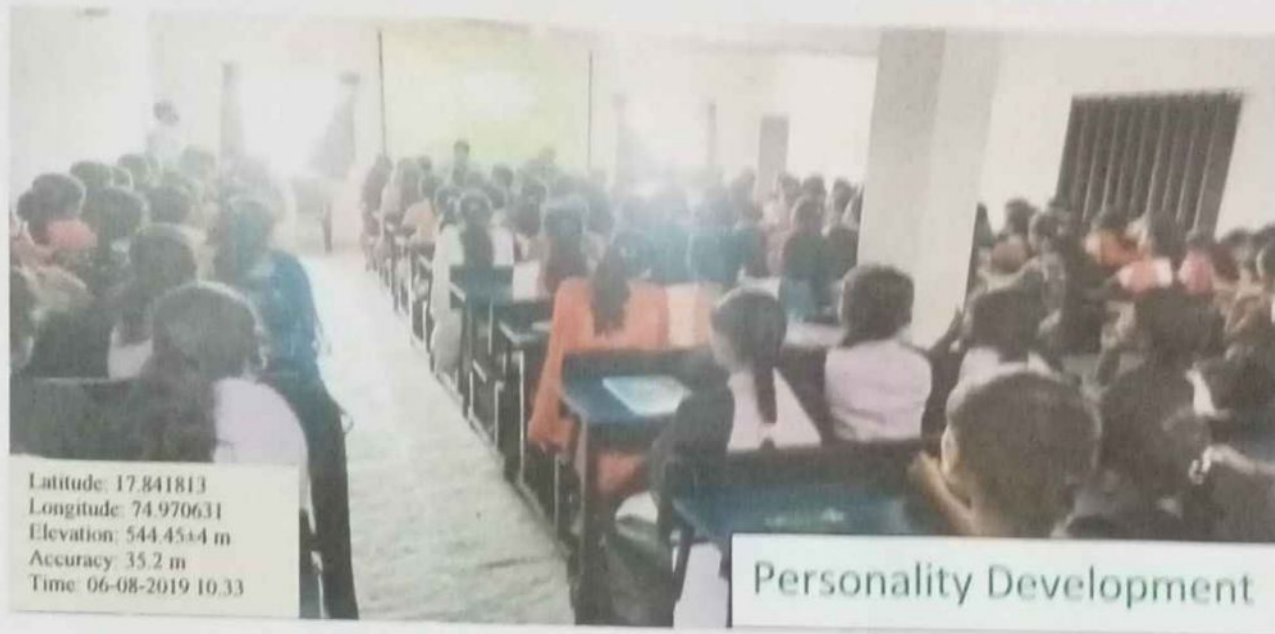 Latitude: 17.841813
Longitude: 74.970631
Elevation: 544.45±4 m
Accuracy: 35.2 m
Time: 06-08-2019 10.33
Personality Development